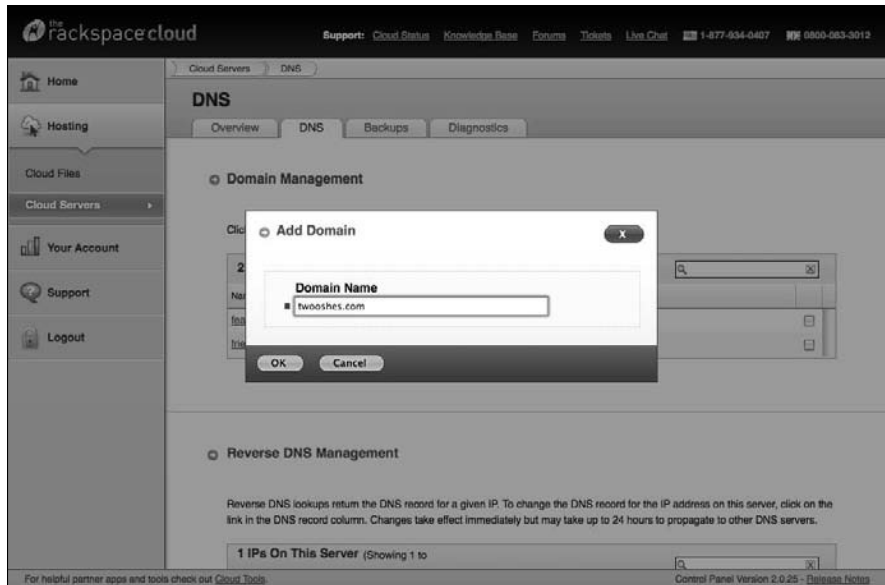 the
rackspacecloud
Support: Cloud Status Knowledge Base Forums Tickets Live Chat 1-877-934-0407 0800-083-3012
Home
Hosting
Cloud Files
Cloud Servers
Your Account
Support
Logout
Cloud Servers DNS
DNS
Overview DNS Backups Diagnostics
Domain Management
Clic
2
Nam
fea
frie
Add Domain
X
Domain Name
twooshes.com
OK Cancel
Reverse DNS Management
Reverse DNS lookups return the DNS record for a given IP. To change the DNS record for the IP address on this server, click on the
link in the DNS record column. Changes take effect immediately but may take up to 24 hours to propagate to other DNS servers.
1 IPs On This Server (Showing 1 to
For helpful partner apps and tools check out Cloud Tools.
Control Panel Version 2.0.25 - Release Notes